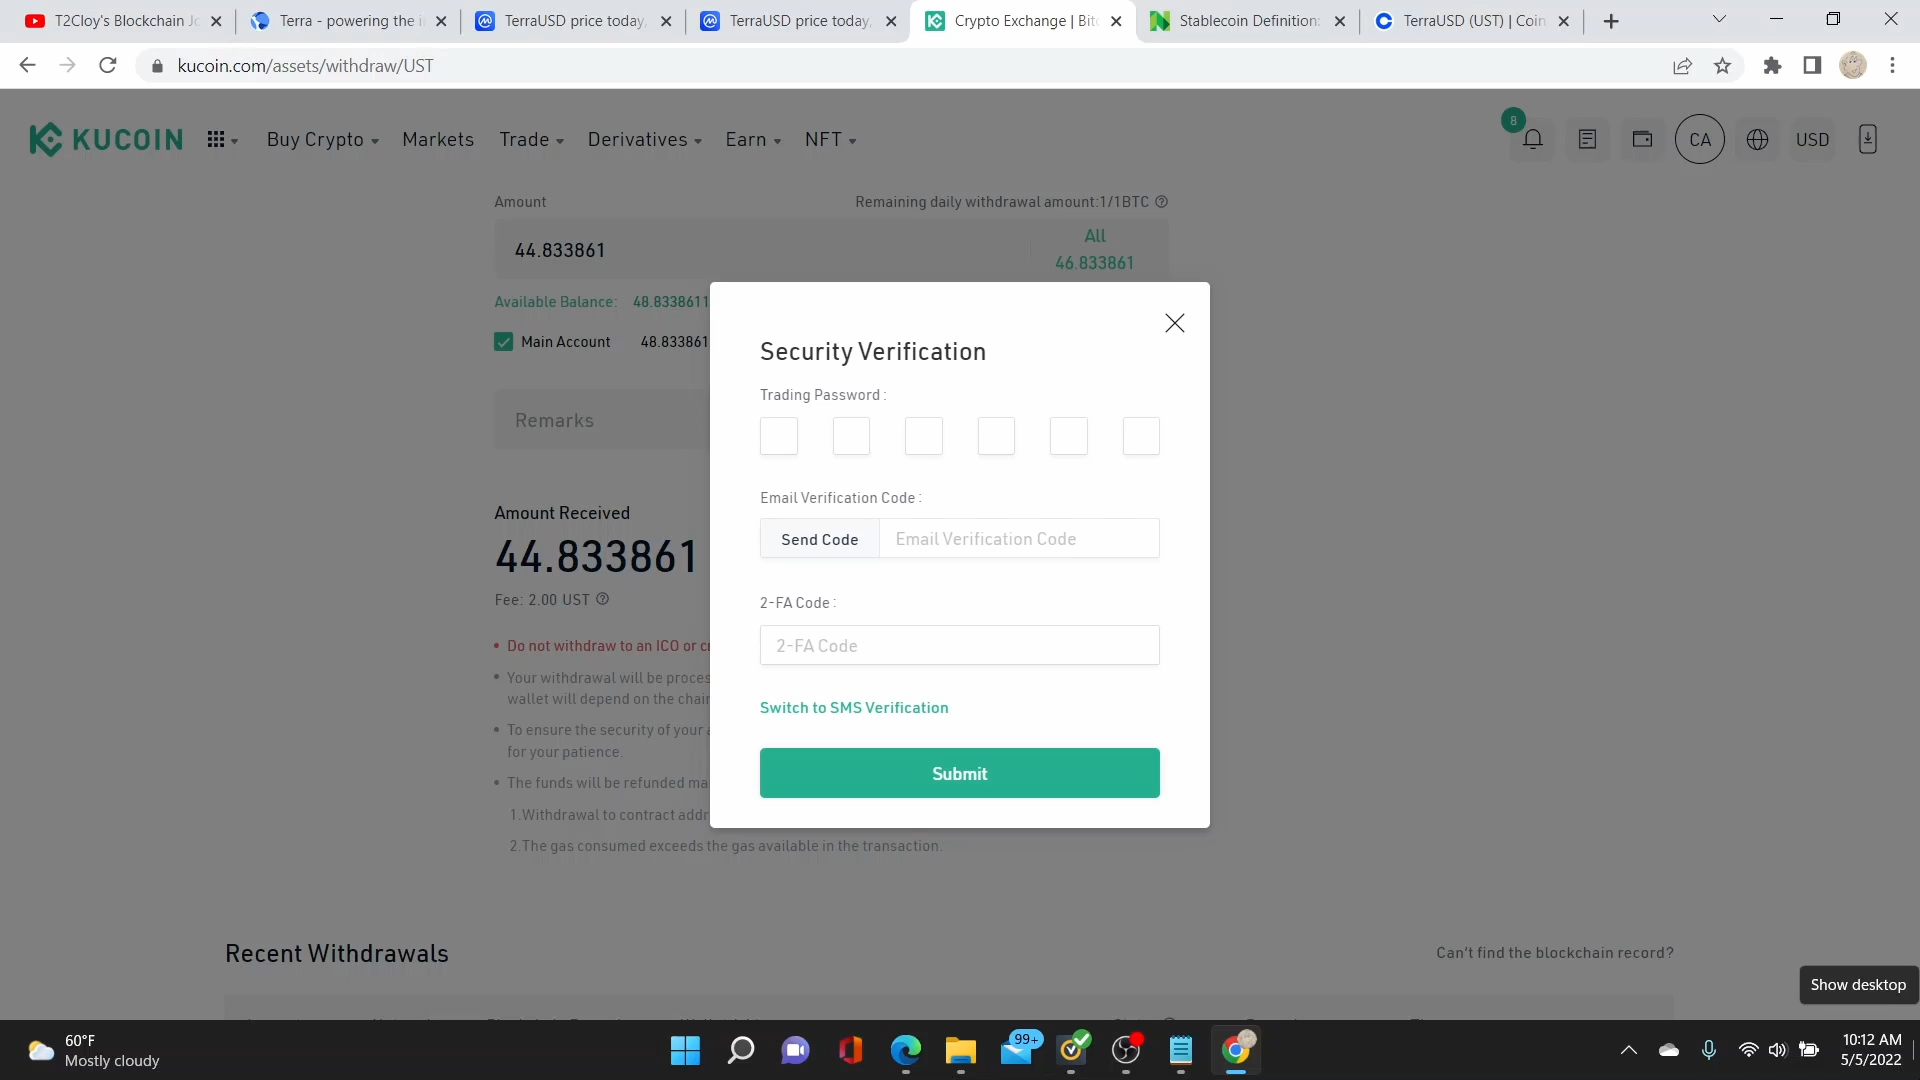 T2Cloy's Blockchain Jo
Terra - powering the i
TerraUSD price today,
TerraUSD price today,
Crypto Exchange | Bitc
Stablecoin Definition:
TerraUSD (UST) | Coin
kucoin.com/assets/withdraw/UST
KUCOIN
Buy Crypto
Markets
Trade
Derivatives
Earn
NFT
8
CA
USD
Amount
Remaining daily withdrawal amount:1/1BTC
44.833861
All
46.833861
Available Balance: 48.8338611
Main Account 48.833861
Remarks
Security Verification
Trading Password :
Email Verification Code :
Send Code
Email Verification Code
2-FA Code :
2-FA Code
Switch to SMS Verification
Submit
Amount Received
44.833861
Fee: 2.00 UST
• Do not withdraw to an ICO or
• Your withdrawal will be
wallet will depend on the
• To ensure the security of your
for your patience.
• The funds will be refunded
1.Withdrawal to contract
2.The gas consumed exceeds the gas available in the transaction.
Recent Withdrawals
Can't find the blockchain record?
Show desktop
60°F
Mostly cloudy
99+
10:12 AM
5/5/2022